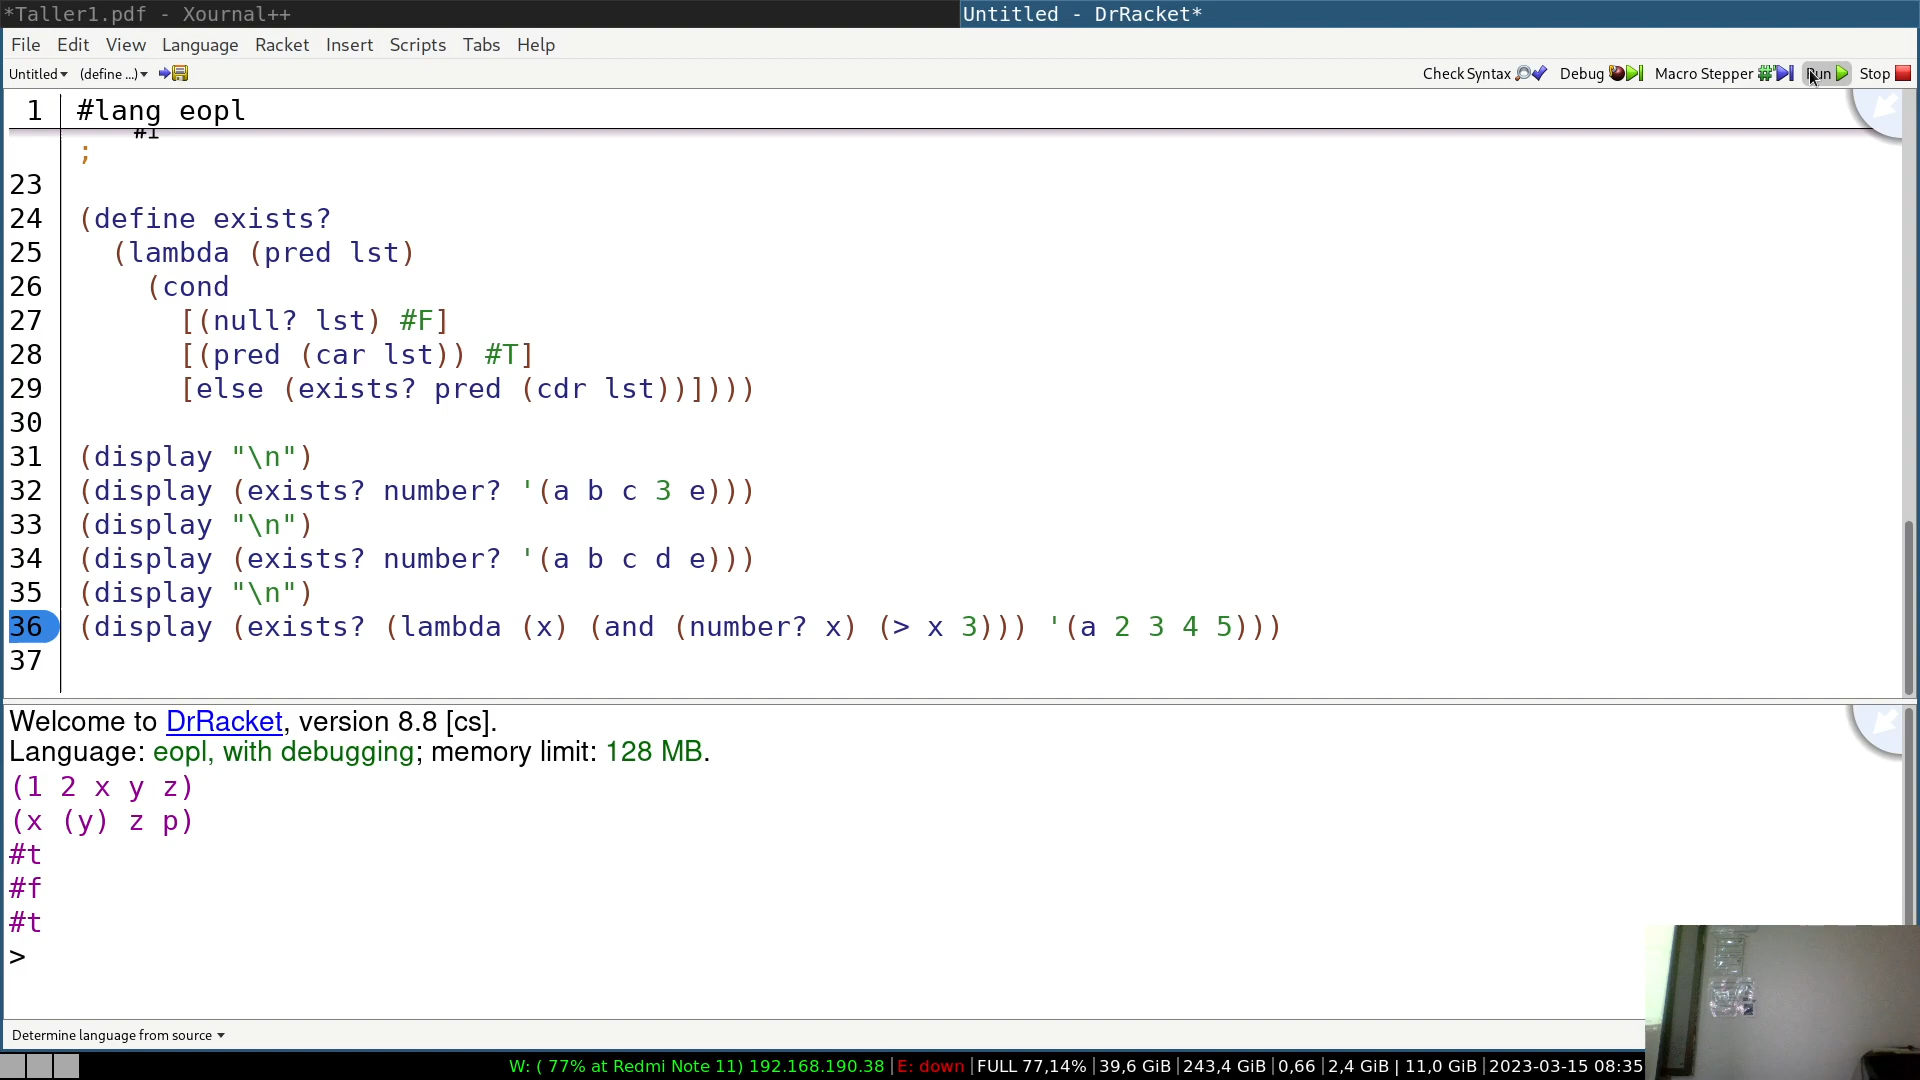 *Taller1.pdf - Xournal++
Untitled - DrRacket*
File Edit View Language Racket Insert Scripts Tabs Help
Untitled (define ...) Check Syntax Debug Macro Stepper Run Stop
1 #lang eopl
;
23
24 (define exists?
25 (lambda (pred lst)
26 (cond
27 [(null? lst) #F]
28 [(pred (car lst)) #T]
29 [else (exists? pred (cdr lst))])))
30
31 (display "\n")
32 (display (exists? number? '(a b c 3 e)))
33 (display "\n")
34 (display (exists? number? '(a b c d e)))
35 (display "\n")
36 (display (exists? (lambda (x) (and (number? x) (> x 3))) '(a 2 3 4 5)))
37
Welcome to DrRacket, version 8.8 [cs].
Language: eopl, with debugging; memory limit: 128 MB.
(1 2 x y z)
(x (y) z p)
#t
#f
#t
>
Determine language from source
W: ( 77% at Redmi Note 11) 192.168.190.38 |E: down |FULL 77,14% |39,6 GiB |243,4 GiB |0,66 |2,4 GiB | 11,0 GiB |2023-03-15 08:35